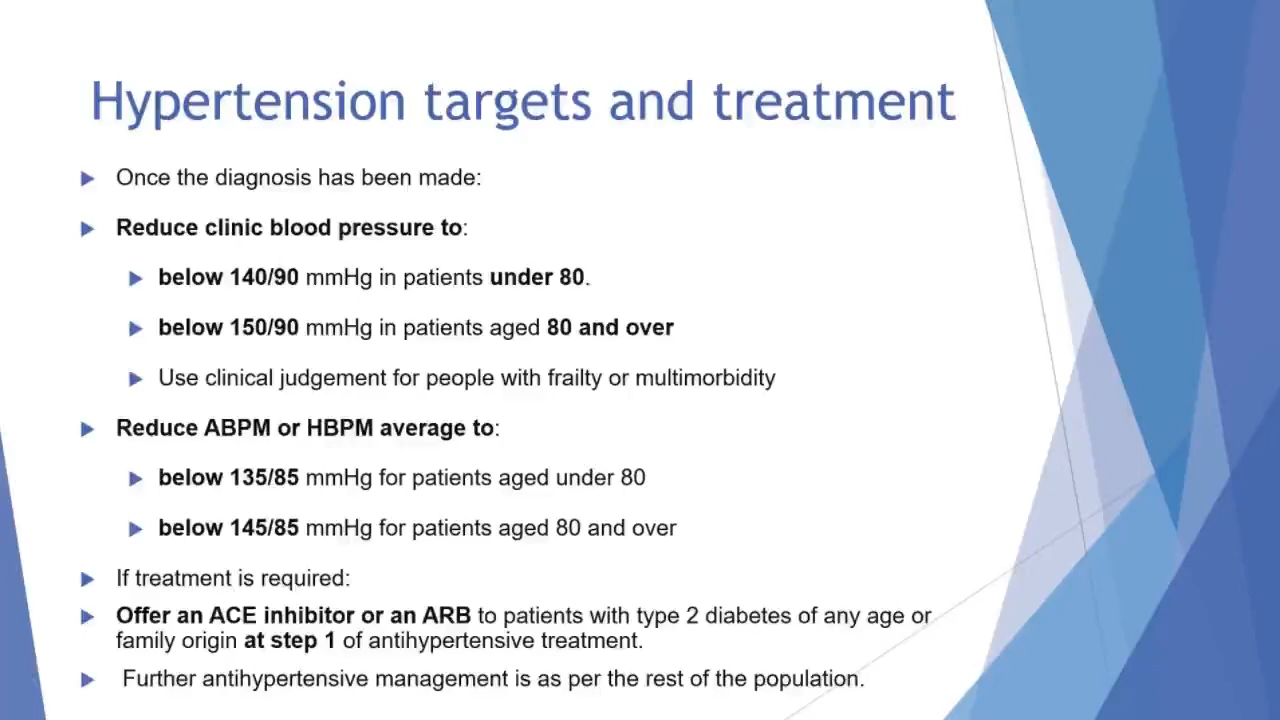 Hypertension targets and treatment
Once the diagnosis has been made:
Reduce clinic blood pressure to:
below 140/90 mmHg in patients under 80.
below 150/90 mmHg in patients aged 80 and over
Use clinical judgement for people with frailty or multimorbidity
Reduce ABPM or HBPM average to:
below 135/85 mmHg for patients aged under 80
below 145/85 mmHg for patients aged 80 and over
If treatment is required:
Offer an ACE inhibitor or an ARB to patients with type 2 diabetes of any age or
family origin at step 1 of antihypertensive treatment.
Further antihypertensive management is as per the rest of the population.